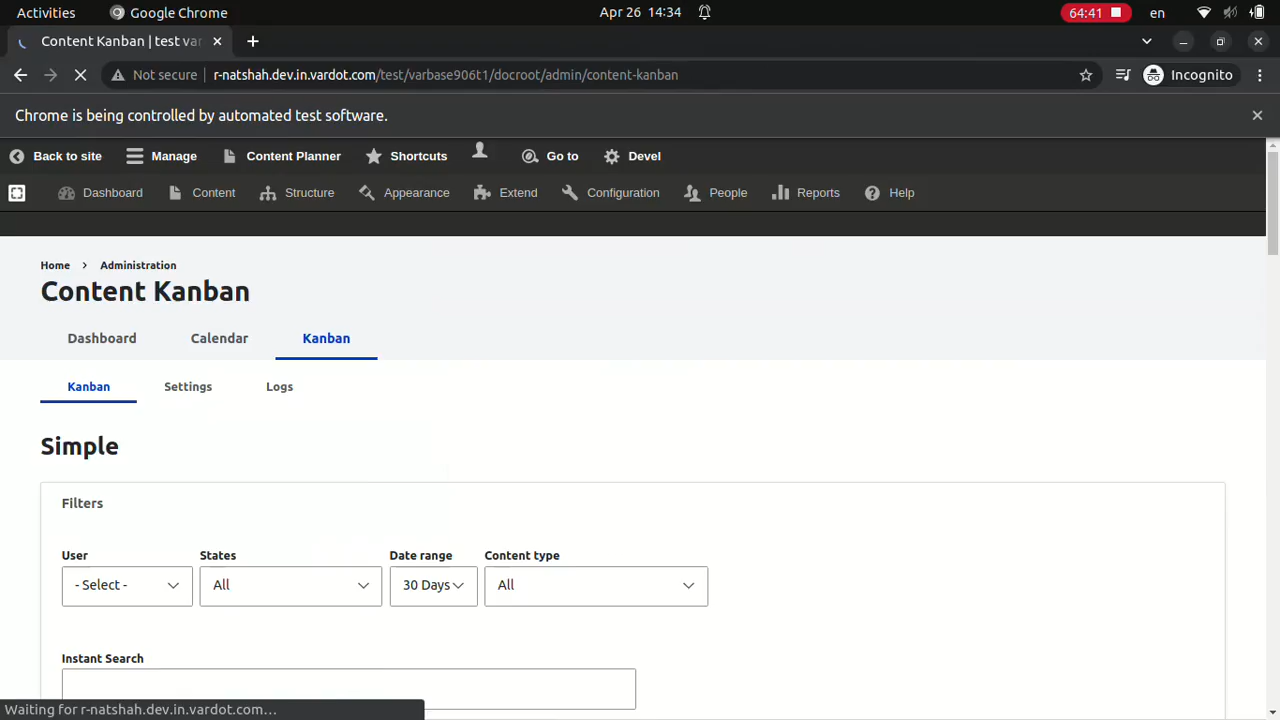 Activities Google Chrome Apr 26 14:34 64:41 en
Content Kanban | test var
Not secure r-natshah.dev.in.vardot.com/test/varbase906t1/docroot/admin/content-kanban Incognito
Chrome is being controlled by automated test software.
Back to site Manage Content Planner Shortcuts Go to Devel
Dashboard Content Structure Appearance Extend Configuration People Reports Help
Home > Administration
Content Kanban
Dashboard Calendar Kanban
Kanban Settings Logs
Simple
Filters
User States Date range Content type
- Select - All 30 Days All
Instant Search
Waiting for r-natshah.dev.in.vardot.com...